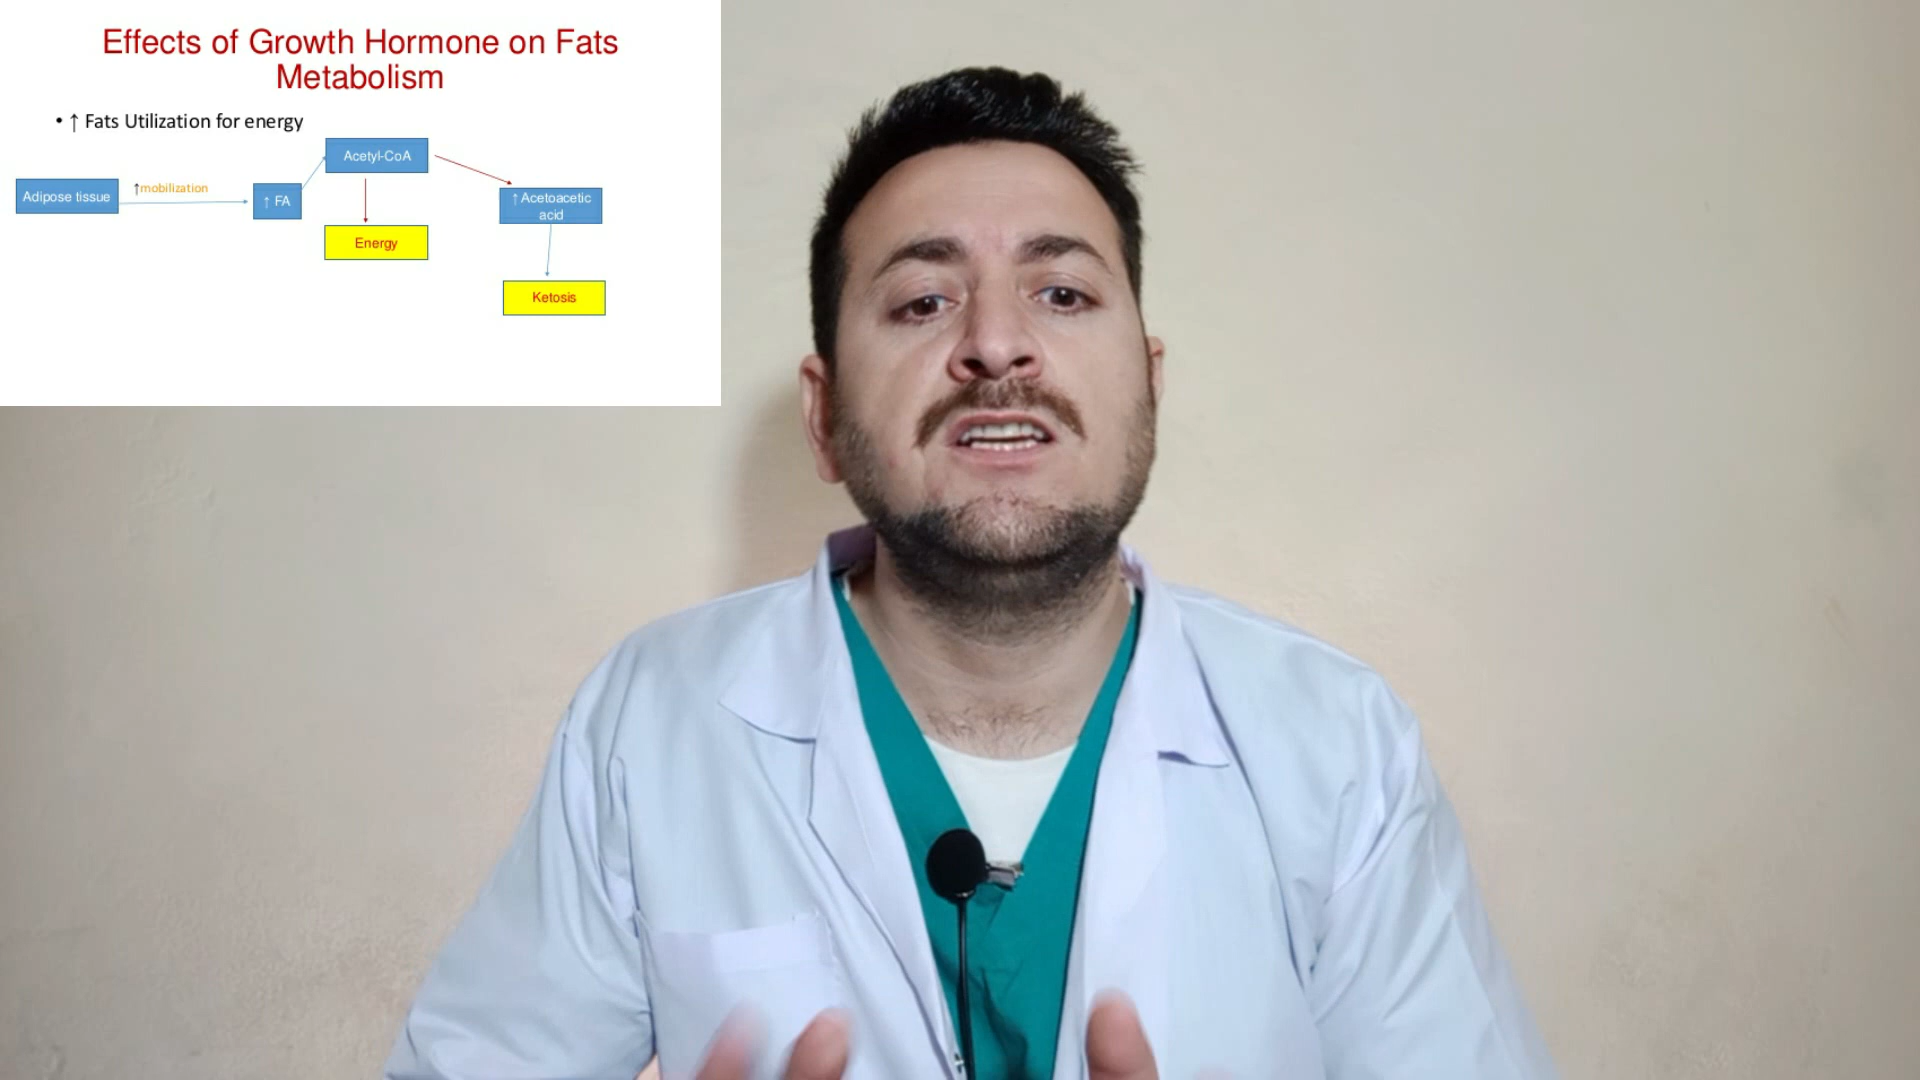 Effects of Growth Hormone on Fats
Metabolism
• ↑ Fats Utilization for energy
Acetyl-CoA
Adipose tissue
↑mobilization
↑ FA
↑ Acetoacetic
acid
Energy
Ketosis